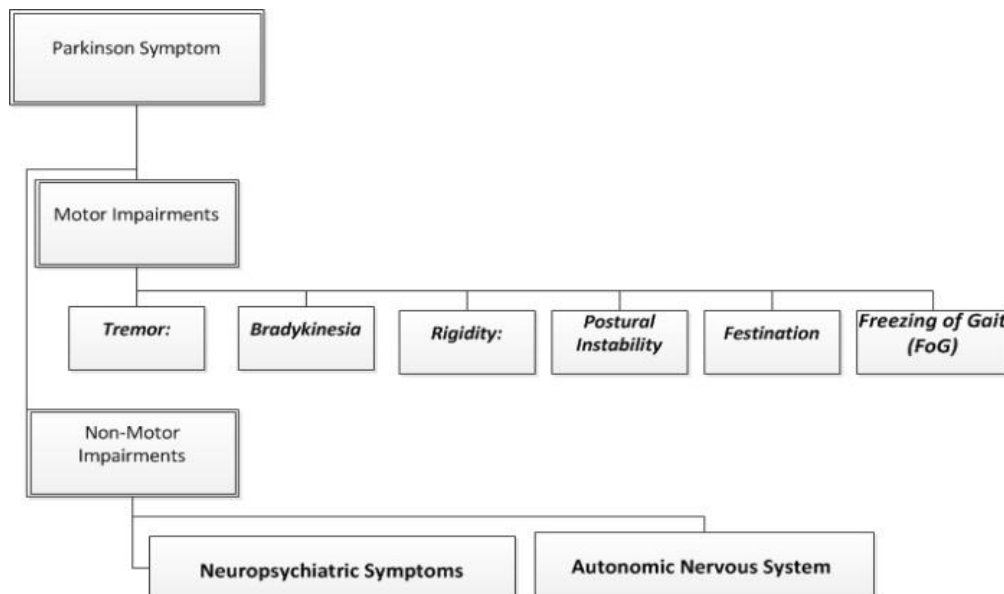 Parkinson Symptom
Motor Impairments
Tremor:
Bradykinesia
Rigidity:
Postural
Instability
Festination
Freezing of Gait
(FoG)
Non-Motor
Impairments
Neuropsychiatric Symptoms
Autonomic Nervous System